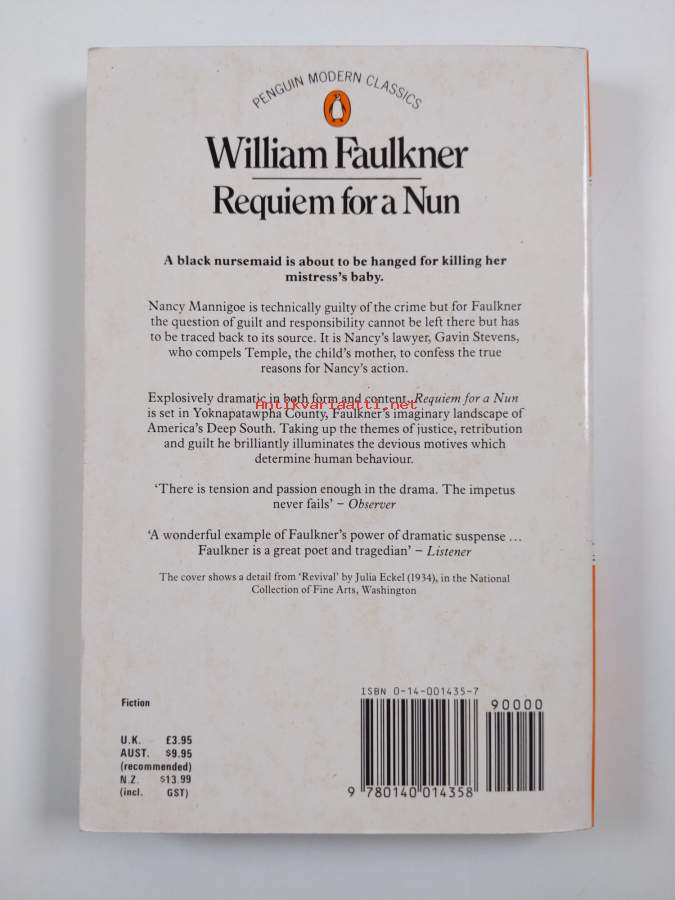 PENGUIN MODERN CLASSICS
William Faulkner
Requiem for a Nun
A black nursemaid is about to be hanged for killing her
mistress's baby.
Nancy Mannigoe is technically guilty of the crime but for Faulkner
the question of guilt and responsibility cannot be left there but has
to be traced back to its source. It is Nancy's lawyer, Gavin Stevens,
who compels Temple, the child's mother, to confess the true
reasons for Nancy's action.
Explosively dramatic in both form and content, Requiem for a Nun
Antikvariaatti.net
is set in Yoknapatawpha County, Faulkner's imaginary landscape of
America's Deep South. Taking up the themes of justice, retribution
and guilt he brilliantly illuminates the devious motives which
determine human behaviour.
'There is tension and passion enough in the drama. The impetus
never fails' – Observer
'A wonderful example of Faulkner's power of dramatic suspense ...
Faulkner is a great poet and tragedian' – Listener
The cover shows a detail from 'Revival' by Julia Eckel (1934), in the National
Collection of Fine Arts, Washington
Fiction
U.K. £3.95
AUST. $9.95
(recommended)
N.Z. $13.99
(incl. GST)
ISBN 0-14-001435-7
90000
9 780140 014358